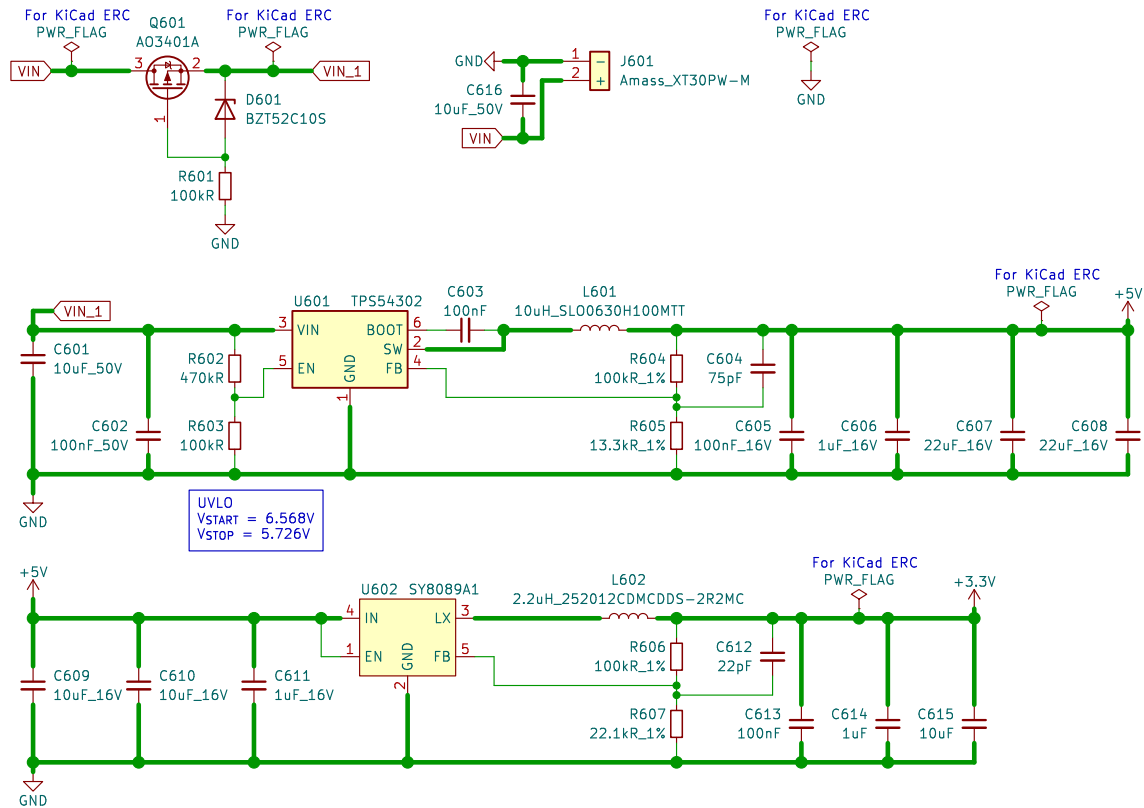 For KiCad ERC
PWR_FLAG
Q601
AO3401A
For KiCad ERC
PWR_FLAG
VIN
3
2
1
VIN_1
D601
BZT52C10S
R601
100kR
GND
GND
1
2
-
+
J601
Amass_XT30PW-M
C616
10uF_50V
VIN
For KiCad ERC
PWR_FLAG
GND
VIN_1
C601
10uF_50V
C602
100nF_50V
R602
470kR
R603
100kR
U601
TPS54302
3
VIN
5
EN
GND
1
BOOT
6
SW
2
FB
4
C603
100nF
L601
10uH_SLO0630H100MTT
R604
100kR_1%
C604
75pF
R605
13.3kR_1%
C605
100nF_16V
C606
1uF_16V
C607
22uF_16V
C608
22uF_16V
For KiCad ERC
PWR_FLAG
+5V
GND
UVLO
VSTART = 6.568V
VSTOP = 5.726V
+5V
C609
10uF_16V
C610
10uF_16V
C611
1uF_16V
GND
U602
SY8089A1
4
IN
1
EN
GND
2
LX
3
FB
5
L602
2.2uH_252012CDMCDDS-2R2MC
R606
100kR_1%
C612
22pF
R607
22.1kR_1%
C613
100nF
C614
1uF
C615
10uF
For KiCad ERC
PWR_FLAG
+3.3V